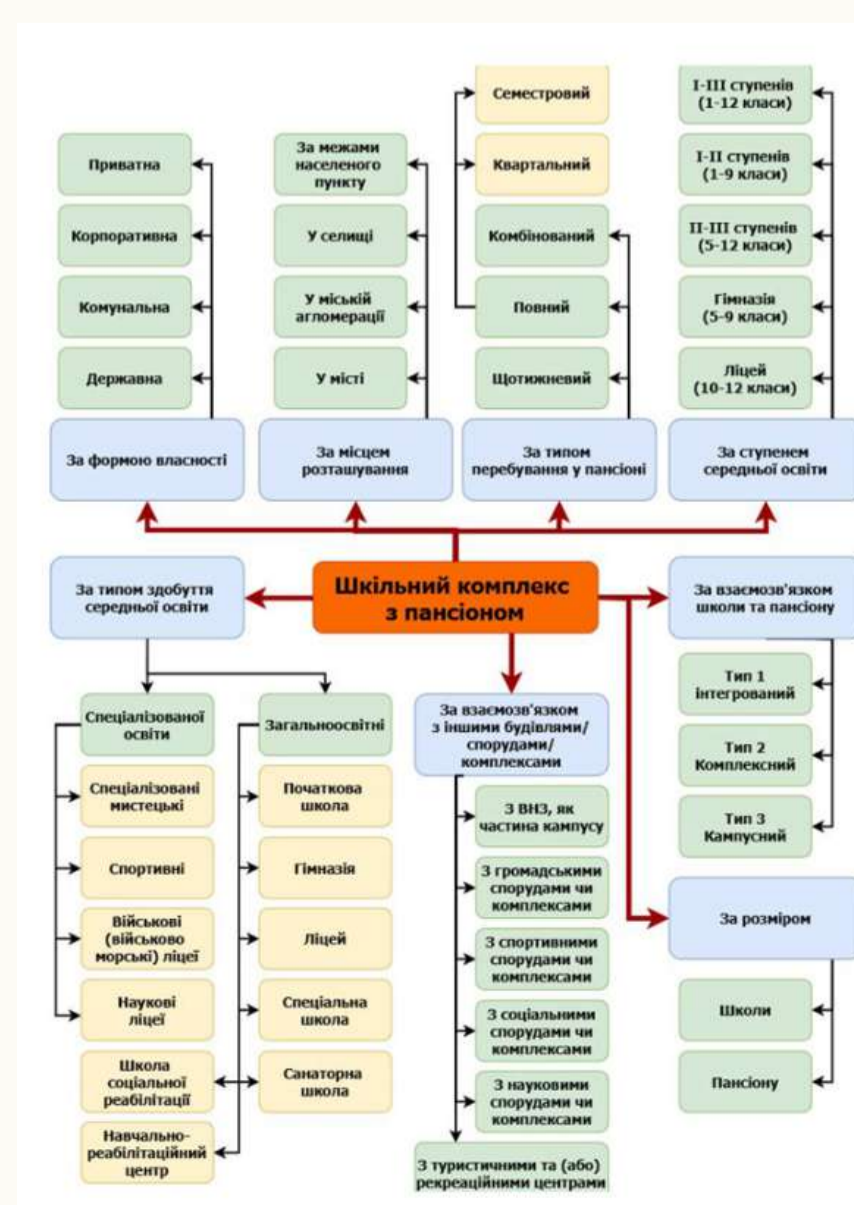 Приватна
Корпоративна
Комунальна
Державна
За формою власності
За межами
населеного
пункту
У селищі
У міській
агломерації
У місті
За місцем
розташування
Семестровий
Квартальний
Комбінований
Повний
Щотижневий
За типом
перебування у пансіоні
I-III ступенів
(1-12 класи)
I-II ступенів
(1-9 класи)
II-III ступенів
(5-12 класи)
Гімназія
(5-9 класи)
Ліцей
(10-12 класи)
За ступенем
середньої освіти
Шкільний комплекс
з пансіоном
За типом здобуття
середньої освіти
Спеціалізованої
освіти
Спеціалізовані
мистецькі
Спортивні
Військові
(військово
морські) ліцеї
Наукові
ліцеї
Школа
соціальної
реабілітації
Навчально-
реабілітаційний
центр
Загальноосвітні
Початкова
школа
Гімназія
Ліцей
Спеціальна
школа
Санаторна
школа
За взаємозв'язком
з іншими будівлями/
спорудами/
комплексами
З ВНЗ, як
частина кампусу
З громадськими
спорудами чи
комплексами
З спортивними
спорудами чи
комплексами
З соціальними
спорудами чи
комплексами
З науковими
спорудами чи
комплексами
З туристичними та (або)
рекреаційними центрами
За взаємозв'язком
школи та пансіону
Тип 1
інтегрований
Тип 2
Комплексний
Тип 3
Кампусний
За розміром
Школи
Пансіону